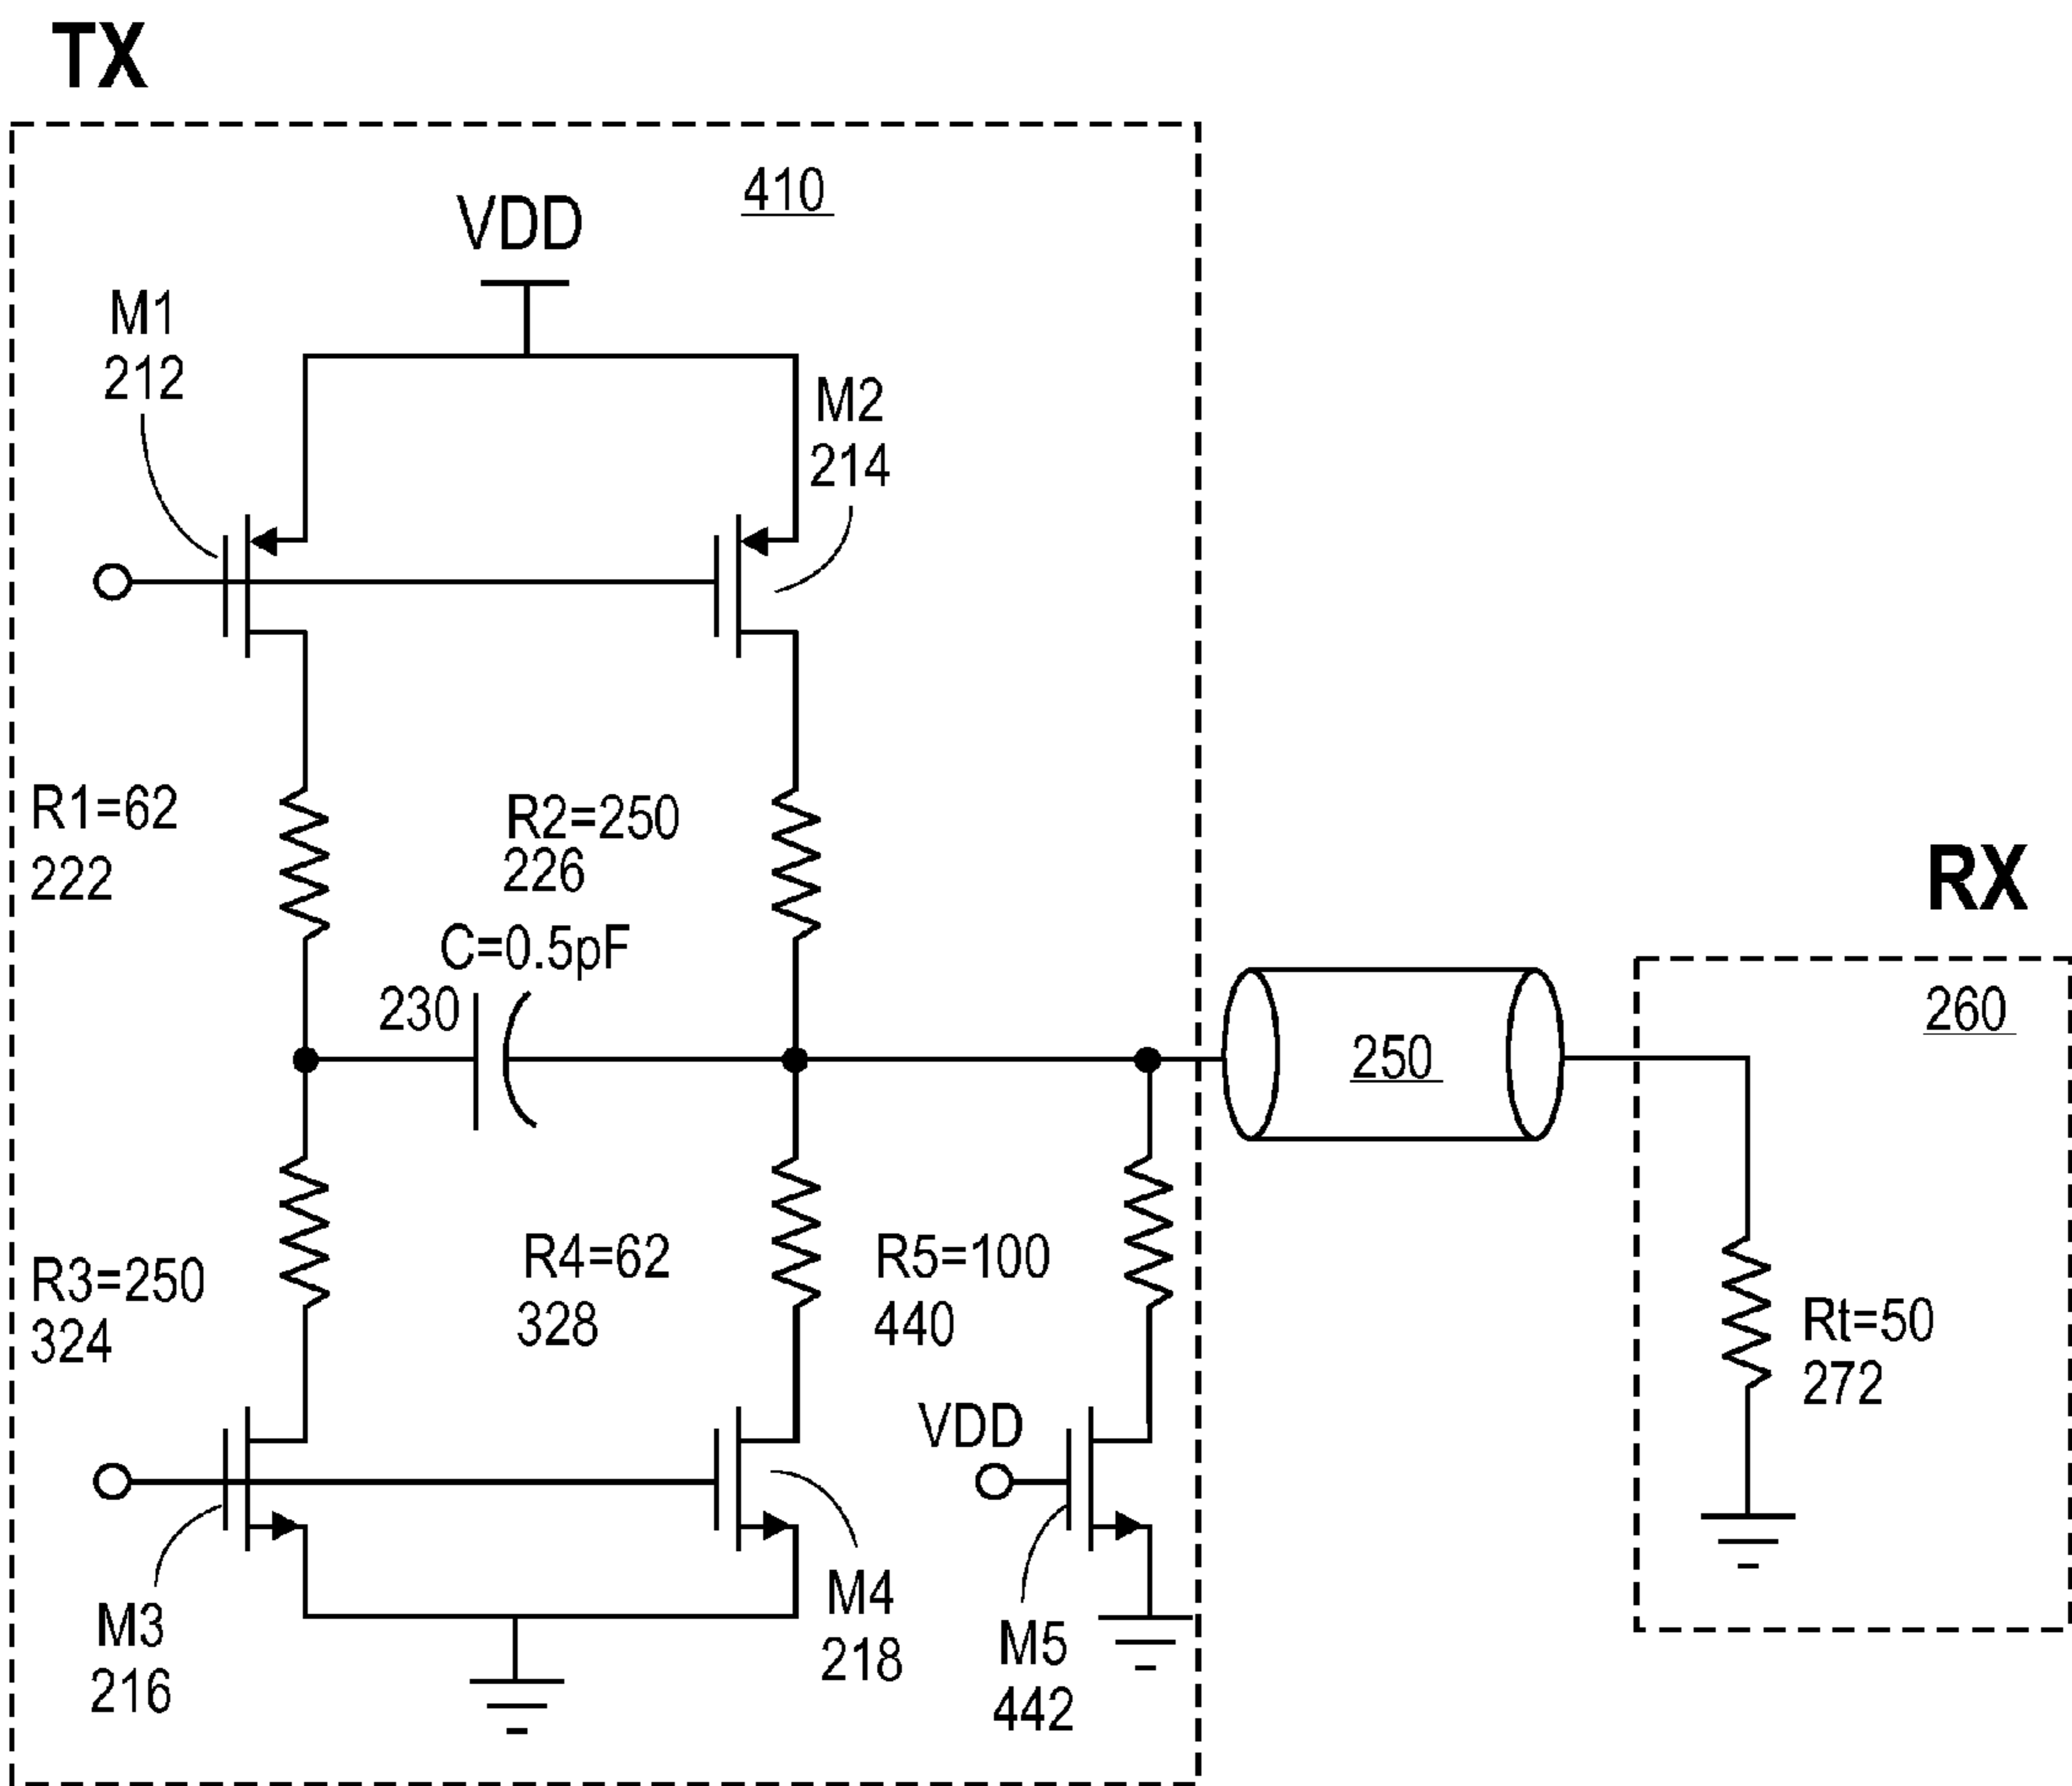 TX
410
VDD
M1
212
M2
214
R1=62
222
R2=250
226
C=0.5pF
230
RX
260
250
R3=250
324
R4=62
328
R5=100
440
Rt=50
272
VDD
M3
216
M4
218
M5
442